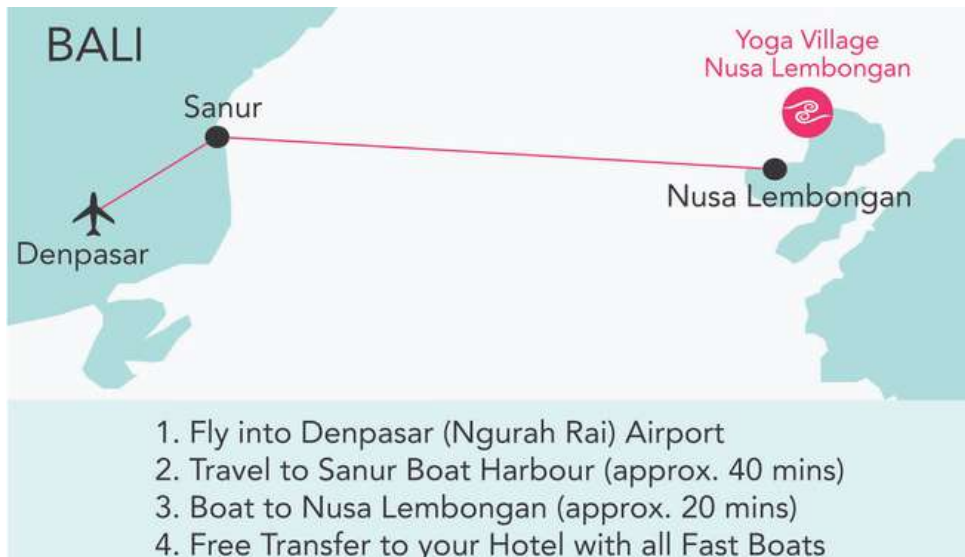 BALI
Yoga Village
Nusa Lembongan
Sanur
Nusa Lembongan
Denpasar
1. Fly into Denpasar (Ngurah Rai) Airport
2. Travel to Sanur Boat Harbour (approx. 40 mins)
3. Boat to Nusa Lembongan (approx. 20 mins)
4. Free Transfer to your Hotel with all Fast Boats